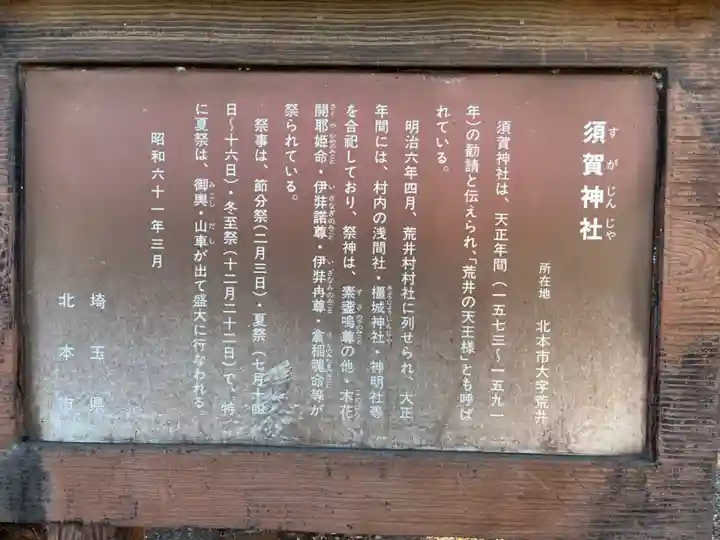 須賀神社
すがじんじゃ
所在地 北本市大字荒井
須賀神社は、天正年間(一五七三〜一五九一
年)の勧請と伝えられ、「荒井の天王様」とも呼ば
れている。
明治六年四月、荒井村村社に列せられ、大正
年間には、村内の浅間社・橿城神社・神明社等
を合祀しており、祭神は、素盞嗚尊の他・木花
開耶姫命・伊弉諾尊・伊弉冉尊・倉稲魂命等が
祭られている。
祭事は、節分祭(二月三日)・夏祭(七月十四
日〜十六日)・冬至祭(十二月二十二日)で、特
に夏祭は、御輿・山車が出て盛大に行なわれる
昭和六十一年三月
埼玉県
北本市